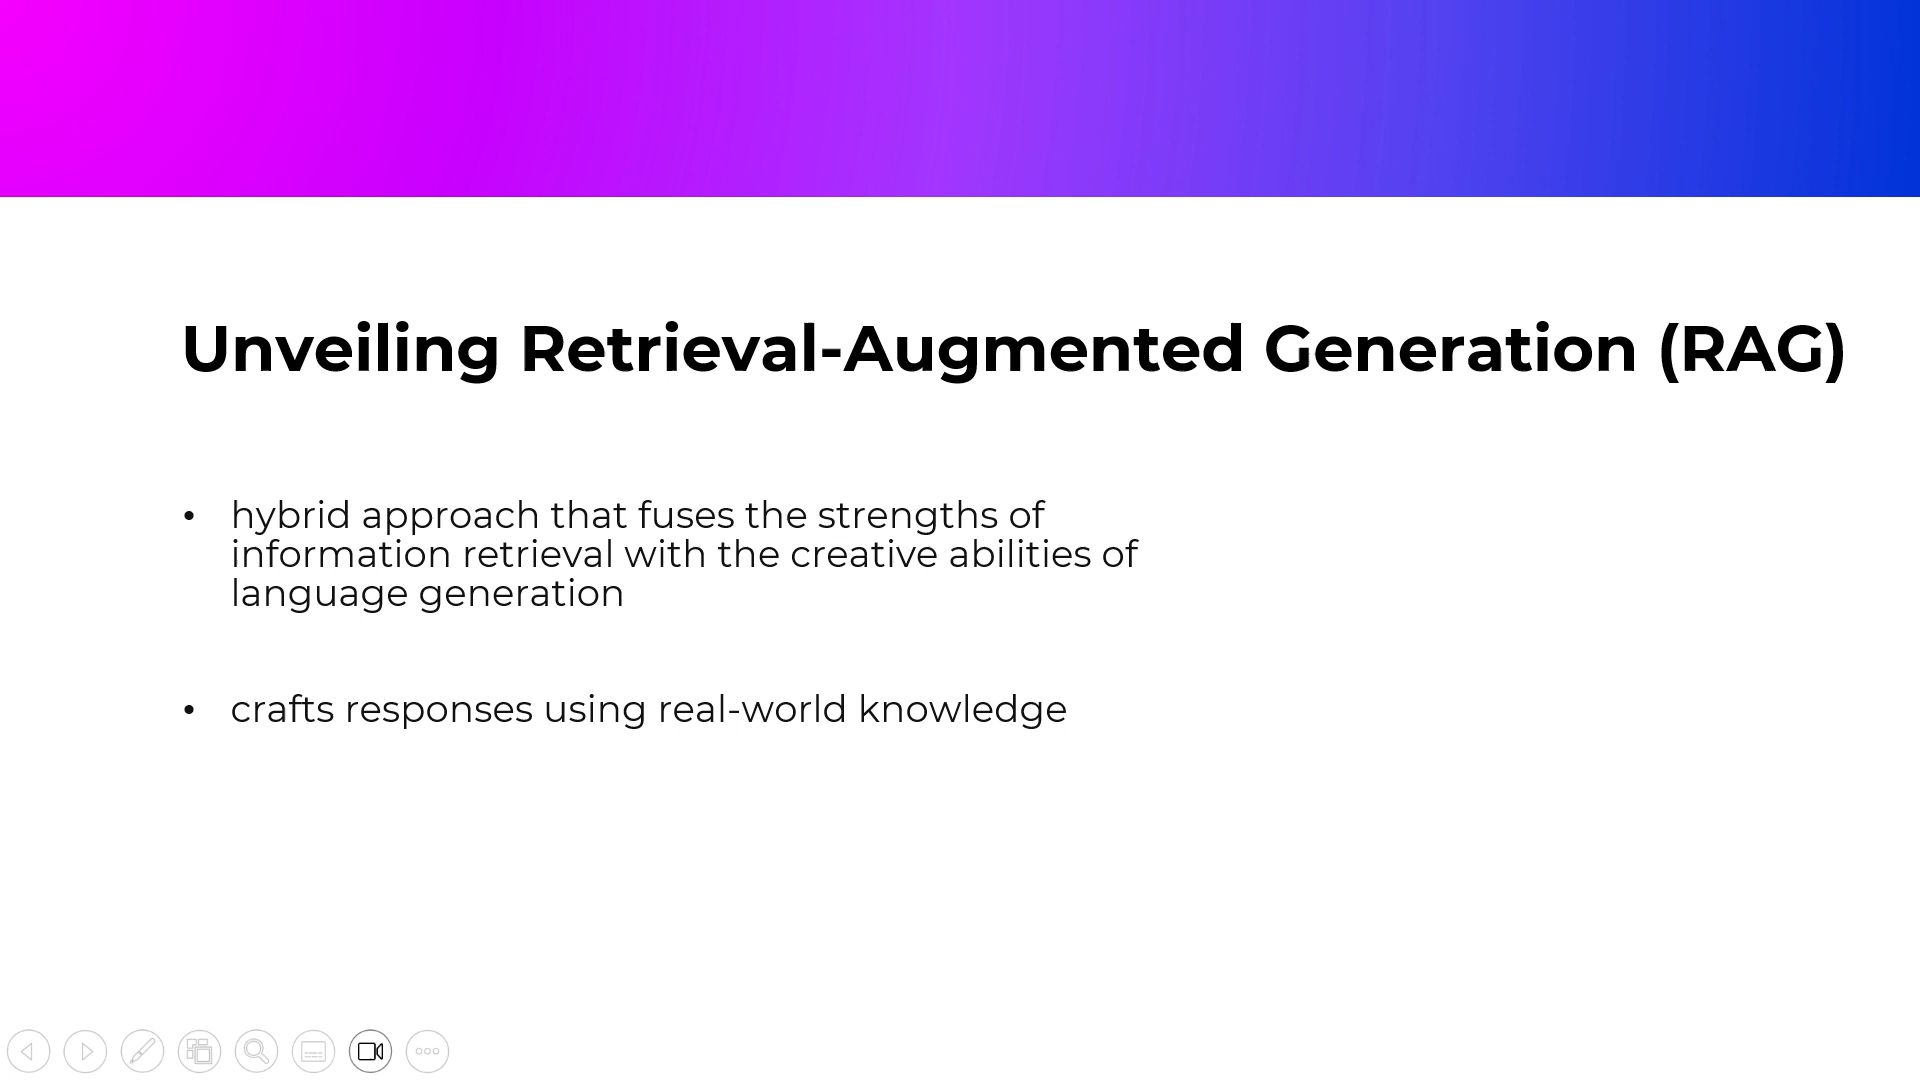 Unveiling Retrieval-Augmented Generation (RAG)
• hybrid approach that fuses the strengths of
information retrieval with the creative abilities of
language generation
• crafts responses using real-world knowledge